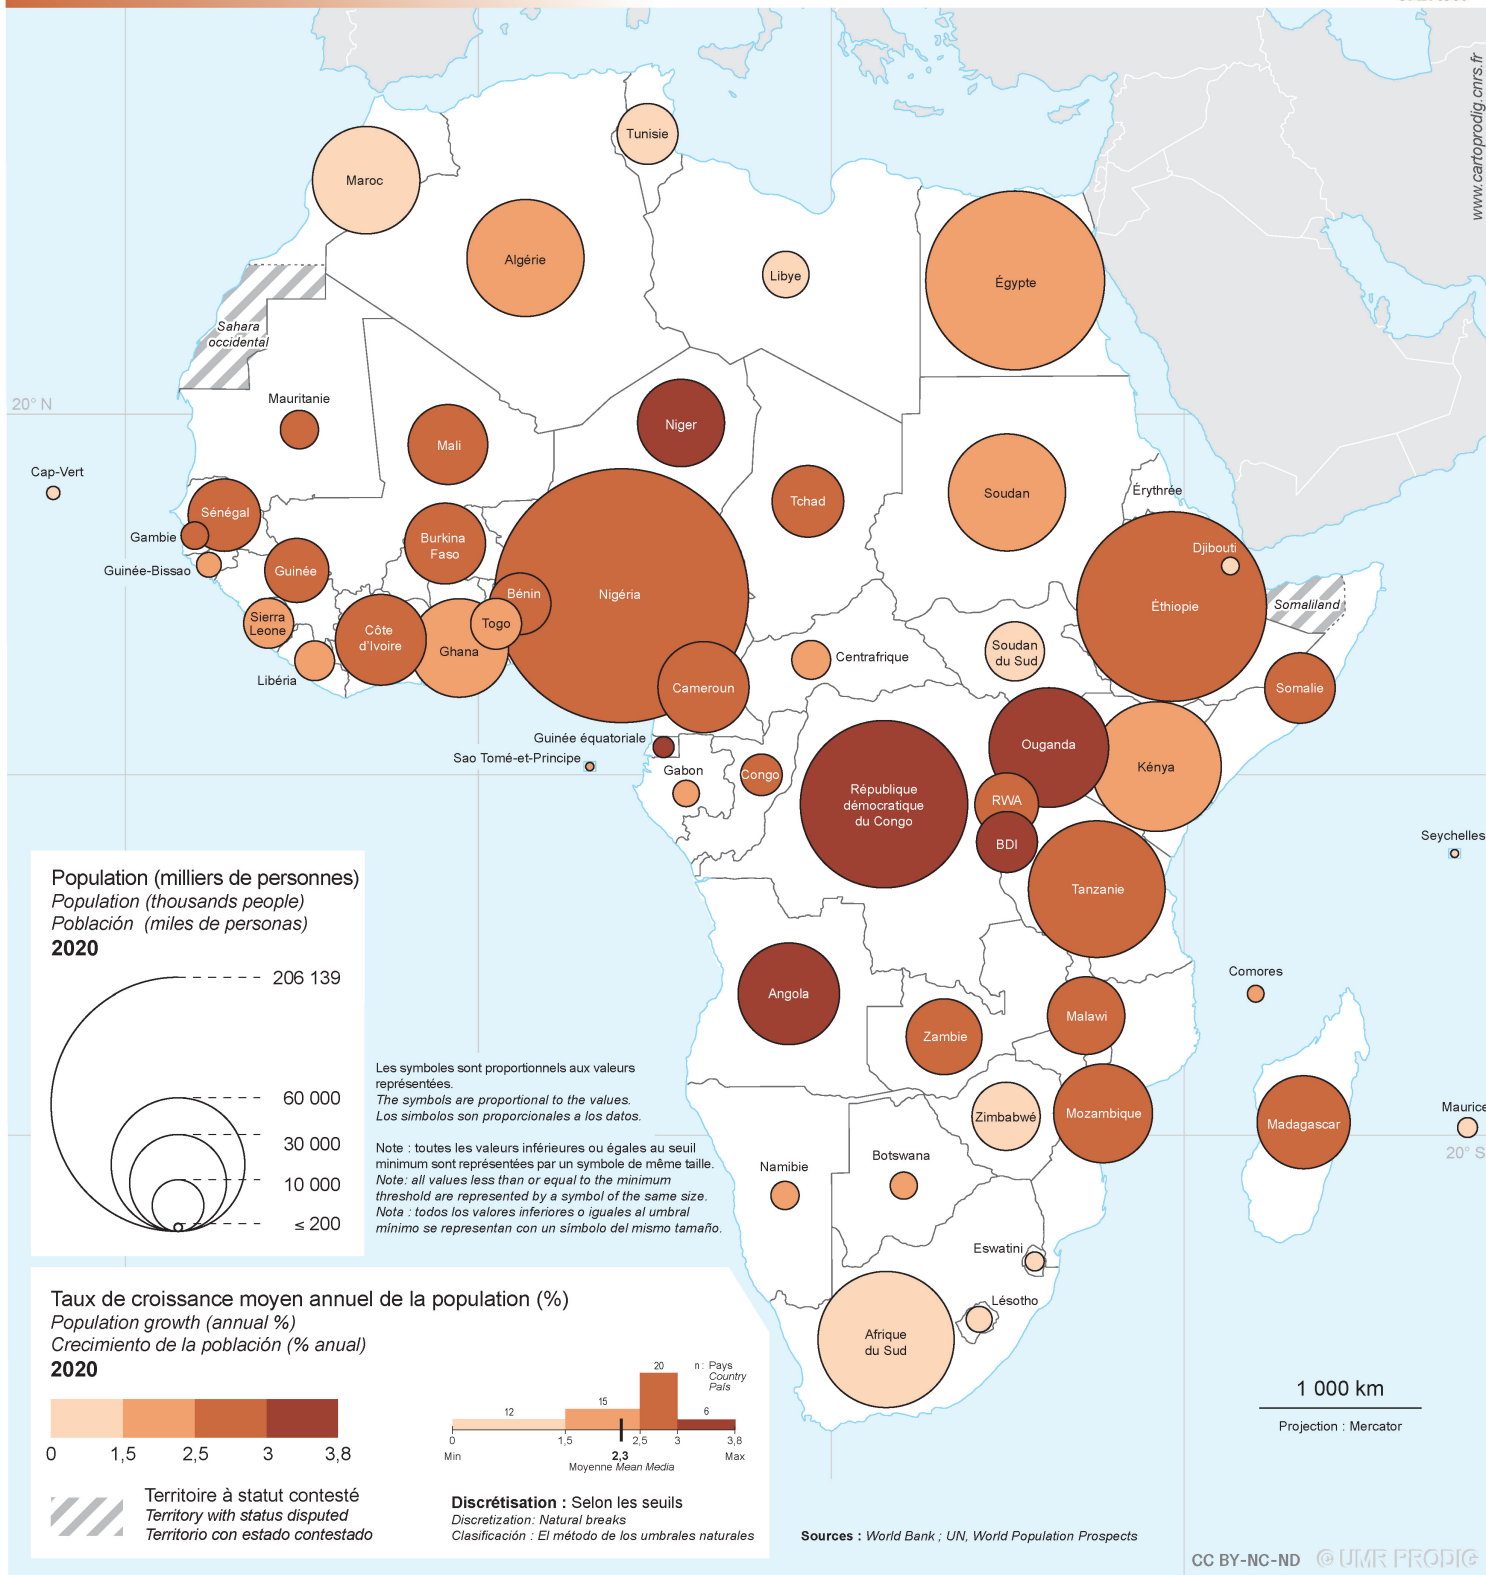 www.cartoprodig.cnrs.fr
Tunisie
Maroc
Algérie
Libye
Égypte
Sahara
occidental
20° N
Mauritanie
Mali
Niger
Tchad
Soudan
Érythrée
Cap-Vert
Sénégal
Gambie
Guinée-Bissao
Guinée
Burkina
Faso
Nigéria
Bénin
Togo
Djibouti
Éthiopie
Somaliland
Sierra
Leone
Côte
d'Ivoire
Ghana
Libéria
Cameroun
Centrafrique
Soudan
du Sud
Somalie
Guinée équatoriale
Sao Tomé-et-Principe
Gabon
Congo
République
démocratique
du Congo
Ouganda
Kénya
RWA
BDI
Tanzanie
Seychelles
Angola
Zambie
Malawi
Comores
Zimbabwé
Mozambique
Madagascar
Maurice
20° S
Namibie
Botswana
Eswatini
Lésotho
Afrique
du Sud
Population (milliers de personnes)
Population (thousands people)
Población (miles de personas)
2020
206 139
60 000
30 000
10 000
≤ 200
Les symboles sont proportionnels aux valeurs
représentées.
The symbols are proportional to the values.
Los simbolos son proporcionales a los datos.
Note : toutes les valeurs inférieures ou égales au seuil
minimum sont représentées par un symbole de même taille.
Note: all values less than or equal to the minimum
threshold are represented by a symbol of the same size.
Nota : todos los valores inferiores o iguales al umbral
mínimo se representan con un símbolo del mismo tamaño.
Taux de croissance moyen annuel de la population (%)
Population growth (annual %)
Crecimiento de la población (% anual)
2020
0 1,5 2,5 3 3,8
n : Pays
Country
País
12 15 20 6
0 1,5 2,5 3 3,8
Min 2,3 Max
Moyenne Mean Media
Territoire à statut contesté
Territory with status disputed
Territorio con estado contestado
Discrétisation : Selon les seuils
Discretization: Natural breaks
Clasificación : El método de los umbrales naturales
1 000 km
Projection : Mercator
Sources : World Bank ; UN, World Population Prospects
CC BY-NC-ND © UMR PRODIG